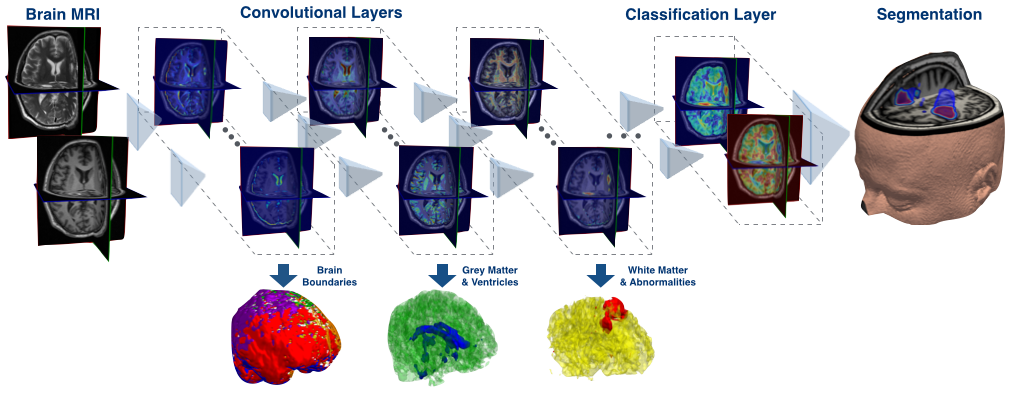 Brain MRI
Convolutional Layers
Classification Layer
Segmentation
Brain
Boundaries
Grey Matter
& Ventricles
White Matter
& Abnormalities